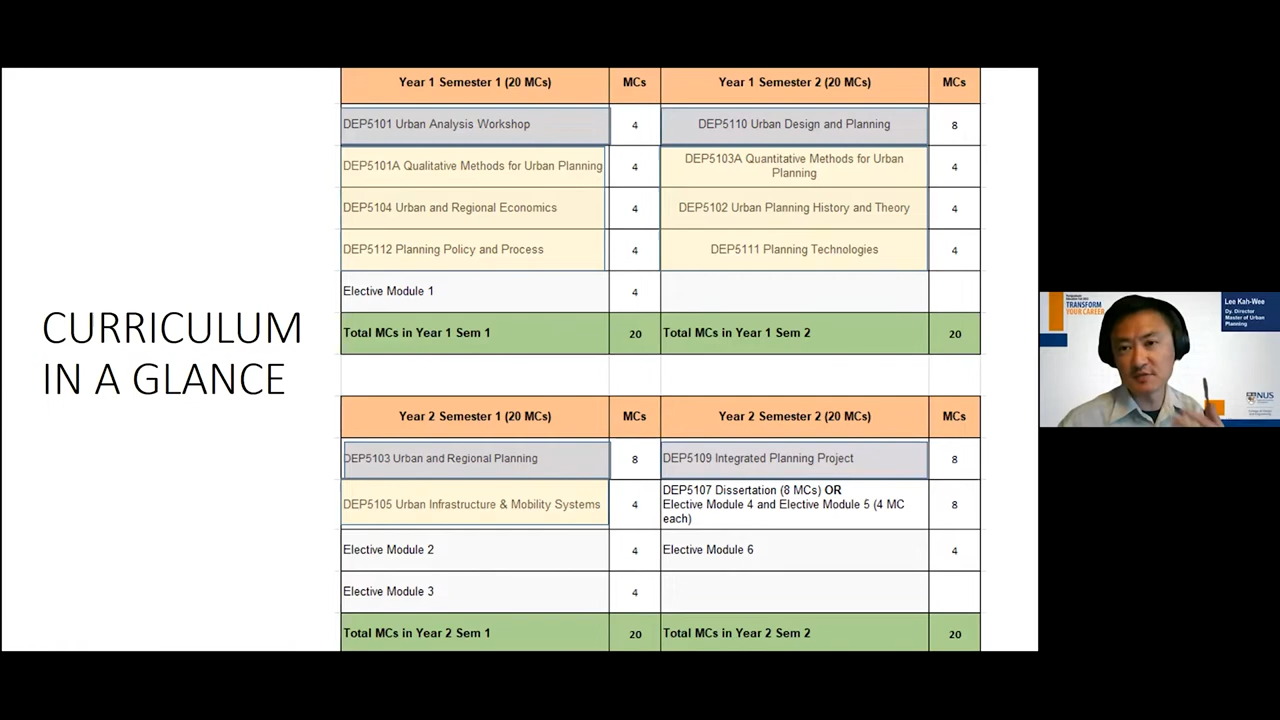 CURRICULUM
IN A GLANCE
Year 1 Semester 1 (20 MCs) MCs Year 1 Semester 2 (20 MCs) MCs
DEP5101 Urban Analysis Workshop 4 DEP5110 Urban Design and Planning 8
DEP5101A Qualitative Methods for Urban Planning 4 DEP5103A Quantitative Methods for Urban
Planning 4
DEP5104 Urban and Regional Economics 4 DEP5102 Urban Planning History and Theory 4
DEP5112 Planning Policy and Process 4 DEP5111 Planning Technologies 4
Elective Module 1 4
Total MCs in Year 1 Sem 1 20 Total MCs in Year 1 Sem 2 20
Year 2 Semester 1 (20 MCs) MCs Year 2 Semester 2 (20 MCs) MCs
DEP5103 Urban and Regional Planning 8 DEP5109 Integrated Planning Project 8
DEP5105 Urban Infrastructure & Mobility Systems 4 DEP5107 Dissertation (8 MCs) OR
Elective Module 4 and Elective Module 5 (4 MC
each) 8
Elective Module 2 4 Elective Module 6 4
Elective Module 3 4
Total MCs in Year 2 Sem 1 20 Total MCs in Year 2 Sem 2 20
TRANSFORM
YOUR CAREER
Lee Kah-Wee
Dy. Director
Master of Urban
Planning
NUS